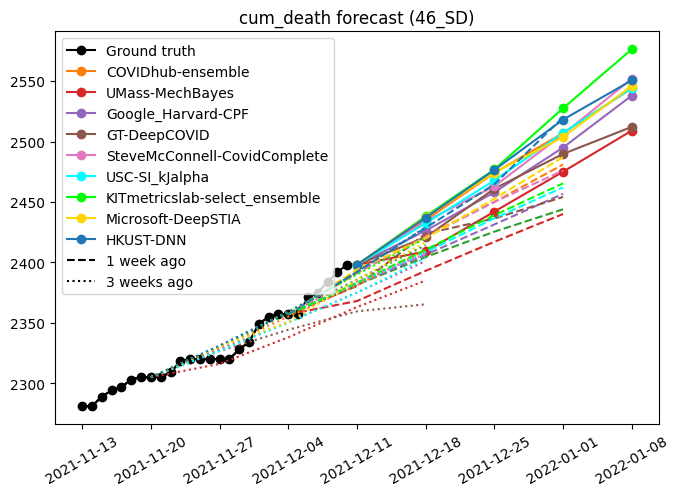 cum_death forecast (46_SD)
Ground truth
COVIDhub-ensemble
UMass-MechBayes
Google_Harvard-CPF
GT-DeepCOVID
SteveMcConnell-CovidComplete
USC-SI_kJalpha
KITmetricslab-select_ensemble
Microsoft-DeepSTIA
HKUST-DNN
1 week ago
3 weeks ago
2550
2500
2450
2400
2350
2300
2021-11-13
2021-11-20
2021-11-27
2021-12-04
2021-12-11
2021-12-18
2021-12-25
2022-01-01
2022-01-08